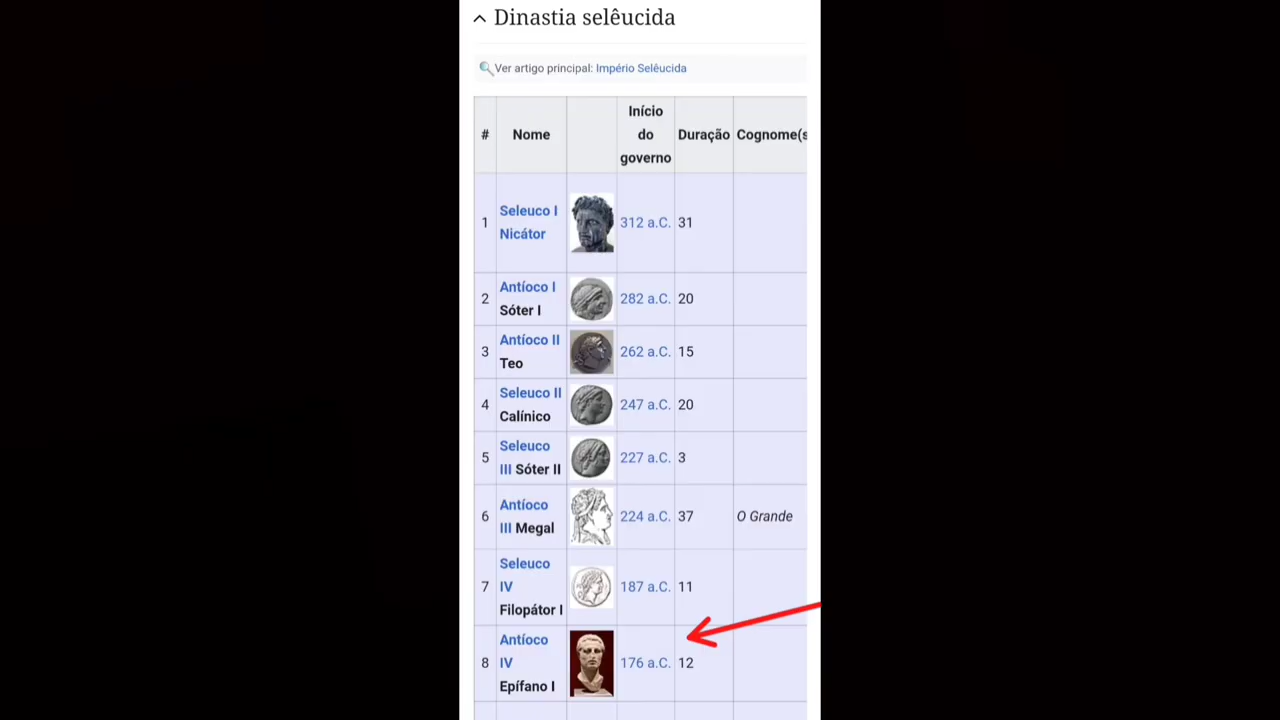 Dinastia selêucida
Ver artigo principal: Império Selêucida
# Nome Início do governo Duração Cognome(s
1 Seleuco I Nicátor 312 a.C. 31
2 Antíoco I Sóter I 282 a.C. 20
3 Antíoco II Teo 262 a.C. 15
4 Seleuco II Calínico 247 a.C. 20
5 Seleuco III Sóter II 227 a.C. 3
6 Antíoco III Megal 224 a.C. 37 O Grande
7 Seleuco IV Filopátor I 187 a.C. 11
8 Antíoco IV Epífano I 176 a.C. 12